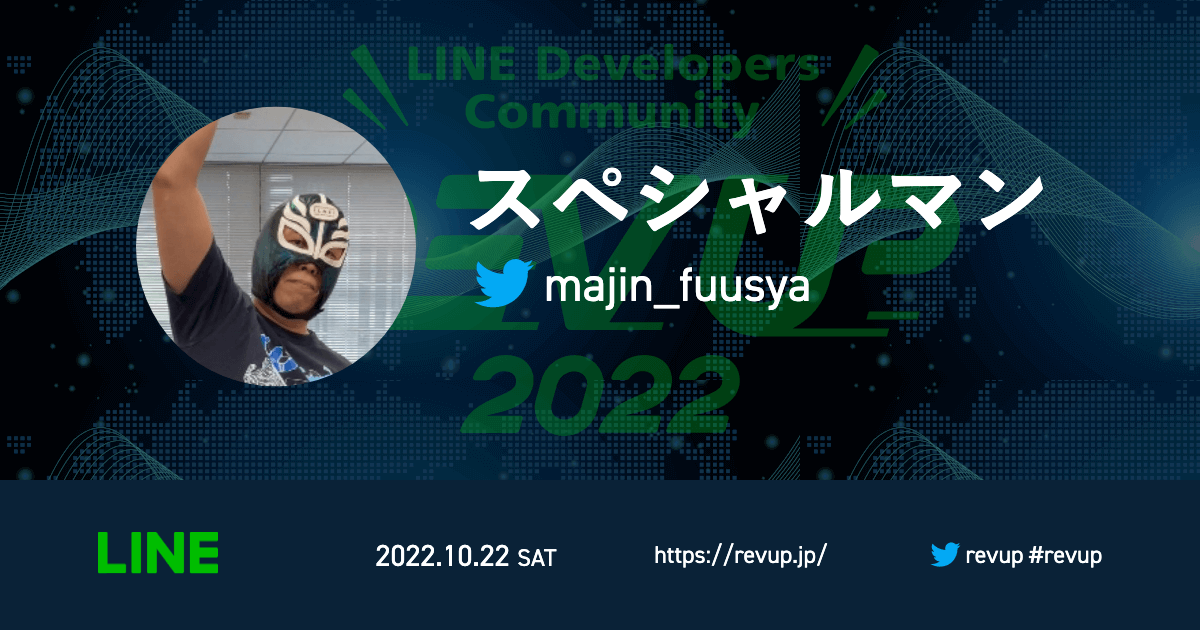 LINE Developers
Community
スペシャルマン
majin_fuusya
REVUP
2022
LINE
2022.10.22 SAT
https://revup.jp/
revup #revup